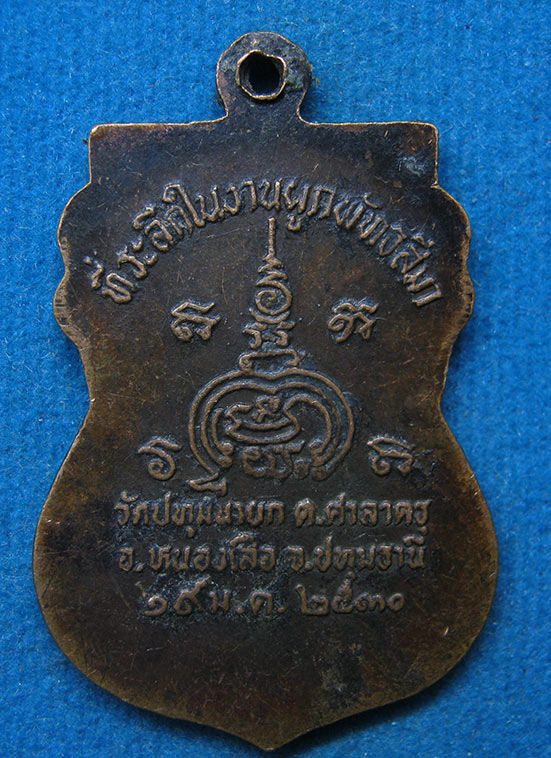 ที่ระลึกในงานผูกพัทธสีมา
วัดปทุมนายก ต.ศาลาครุ
อ.หนองเสือ จ.ปทุมธานี
๑๙ ม.ค. ๒๕๓๐